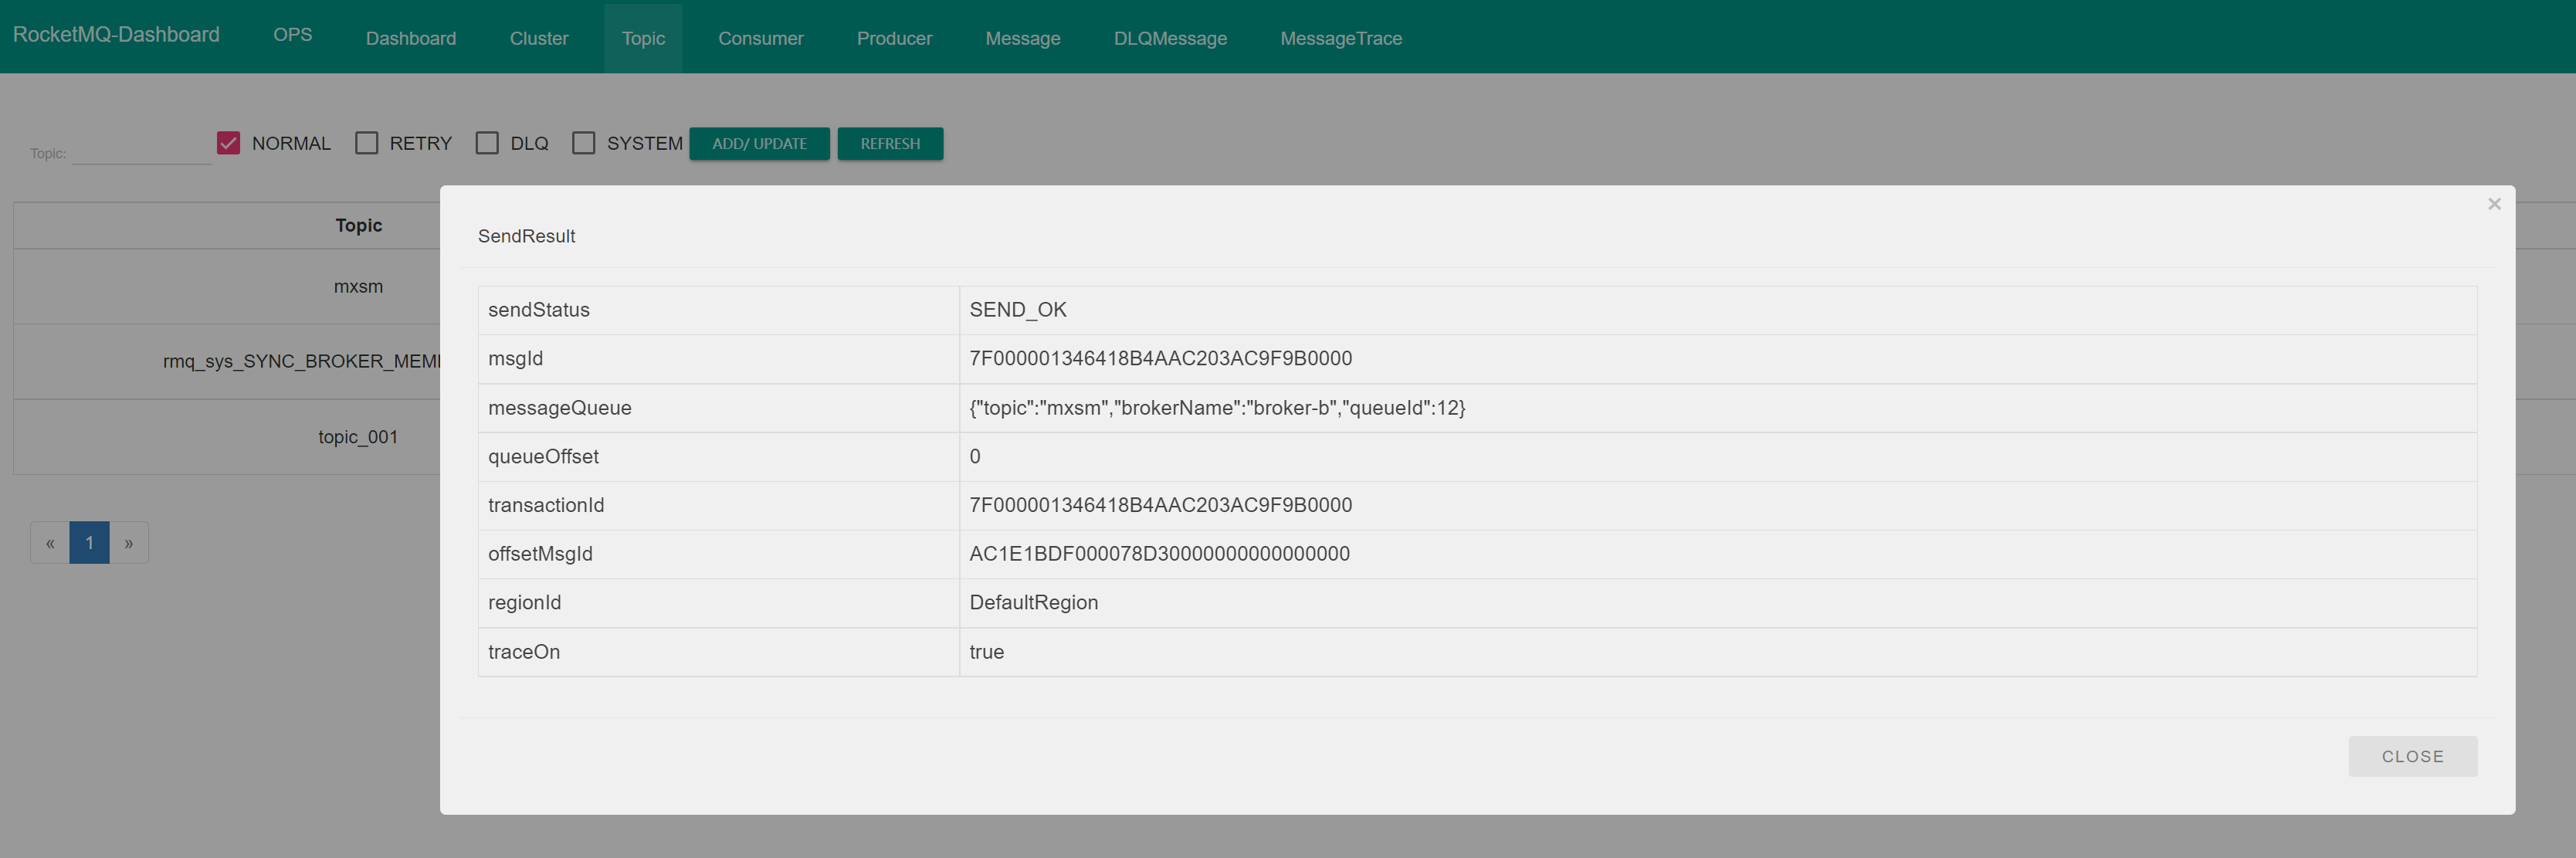 RocketMQ-Dashboard OPS Dashboard Cluster Topic Consumer Producer Message DLQMessage MessageTrace
Topic: NORMAL RETRY DLQ SYSTEM ADD/ UPDATE REFRESH
Topic
mxsm
rmq_sys_SYNC_BROKER_MEM
topic_001
« 1 »
×
SendResult
sendStatus SEND_OK
msgId 7F000001346418B4AAC203AC9F9B0000
messageQueue {"topic":"mxsm","brokerName":"broker-b","queueId":12}
queueOffset 0
transactionId 7F000001346418B4AAC203AC9F9B0000
offsetMsgId AC1E1BDF000078D30000000000000000
regionId DefaultRegion
traceOn true
CLOSE